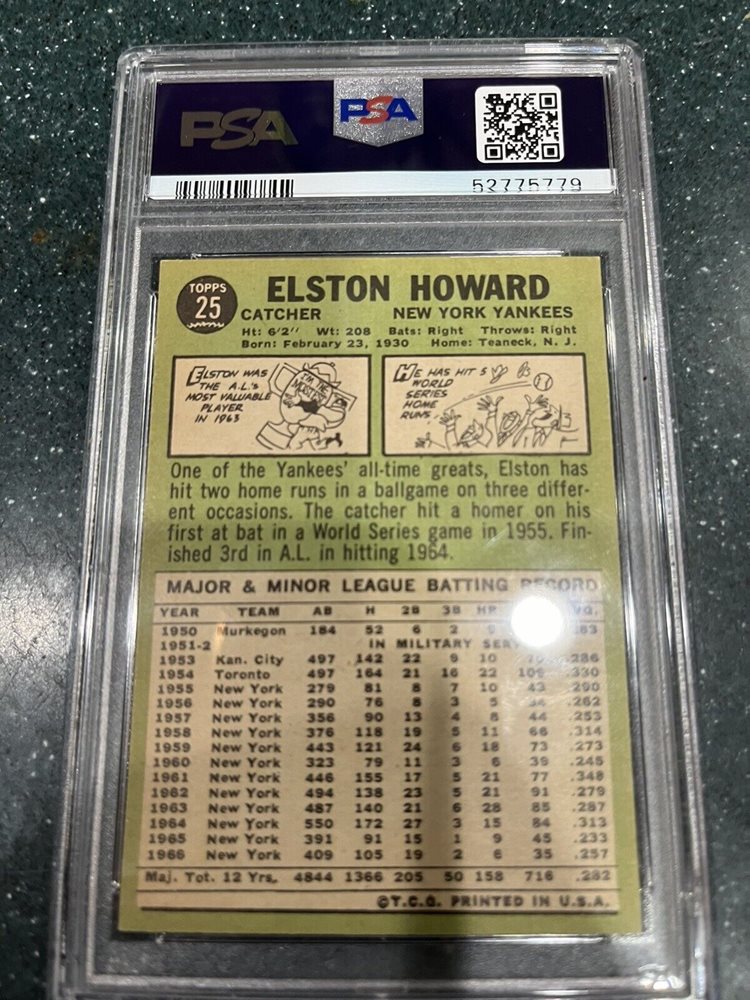 PSA
PSA
53775779
TOPPS
25
ELSTON HOWARD
CATCHER NEW YORK YANKEES
Ht: 6'2" Wt: 208 Bats: Right Throws: Right
Born: February 23, 1930 Home: Teaneck, N. J.
ELSTON WAS
THE A.L.'S
MOST VALUABLE
PLAYER
IN 1963
I'M THE
MOSTEST
HE HAS HIT 5
WORLD
SERIES
HOME
RUNS
One of the Yankees' all-time greats, Elston has
hit two home runs in a ballgame on three differ-
ent occasions. The catcher hit a homer on his
first at bat in a World Series game in 1955. Fin-
ished 3rd in A.L. in hitting 1964.
MAJOR & MINOR LEAGUE BATTING RECORD
YEAR TEAM AB H 2B 3B HR
1950 Murkegon 184 52 6 2
1951-2 IN MILITARY
1953 Kan. City 497 142 22 9 10 .286
1954 Toronto 497 164 21 16 22 109 .330
1955 New York 279 81 8 7 10 43 .290
1956 New York 290 76 8 3 5 34 .262
1957 New York 356 90 13 4 8 44 .253
1958 New York 376 118 19 5 11 66 .314
1959 New York 443 121 24 6 18 73 .273
1960 New York 323 79 11 3 6 39 .245
1961 New York 446 155 17 5 21 77 .348
1962 New York 494 138 23 5 21 91 .279
1963 New York 487 140 21 6 28 85 .287
1964 New York 550 172 27 3 15 84 .313
1965 New York 391 91 15 1 9 45 .233
1966 New York 409 105 19 2 6 35 .257
Maj. Tot. 12 Yrs. 4844 1366 205 50 158 716 .282
©T.C.G. PRINTED IN U.S.A.